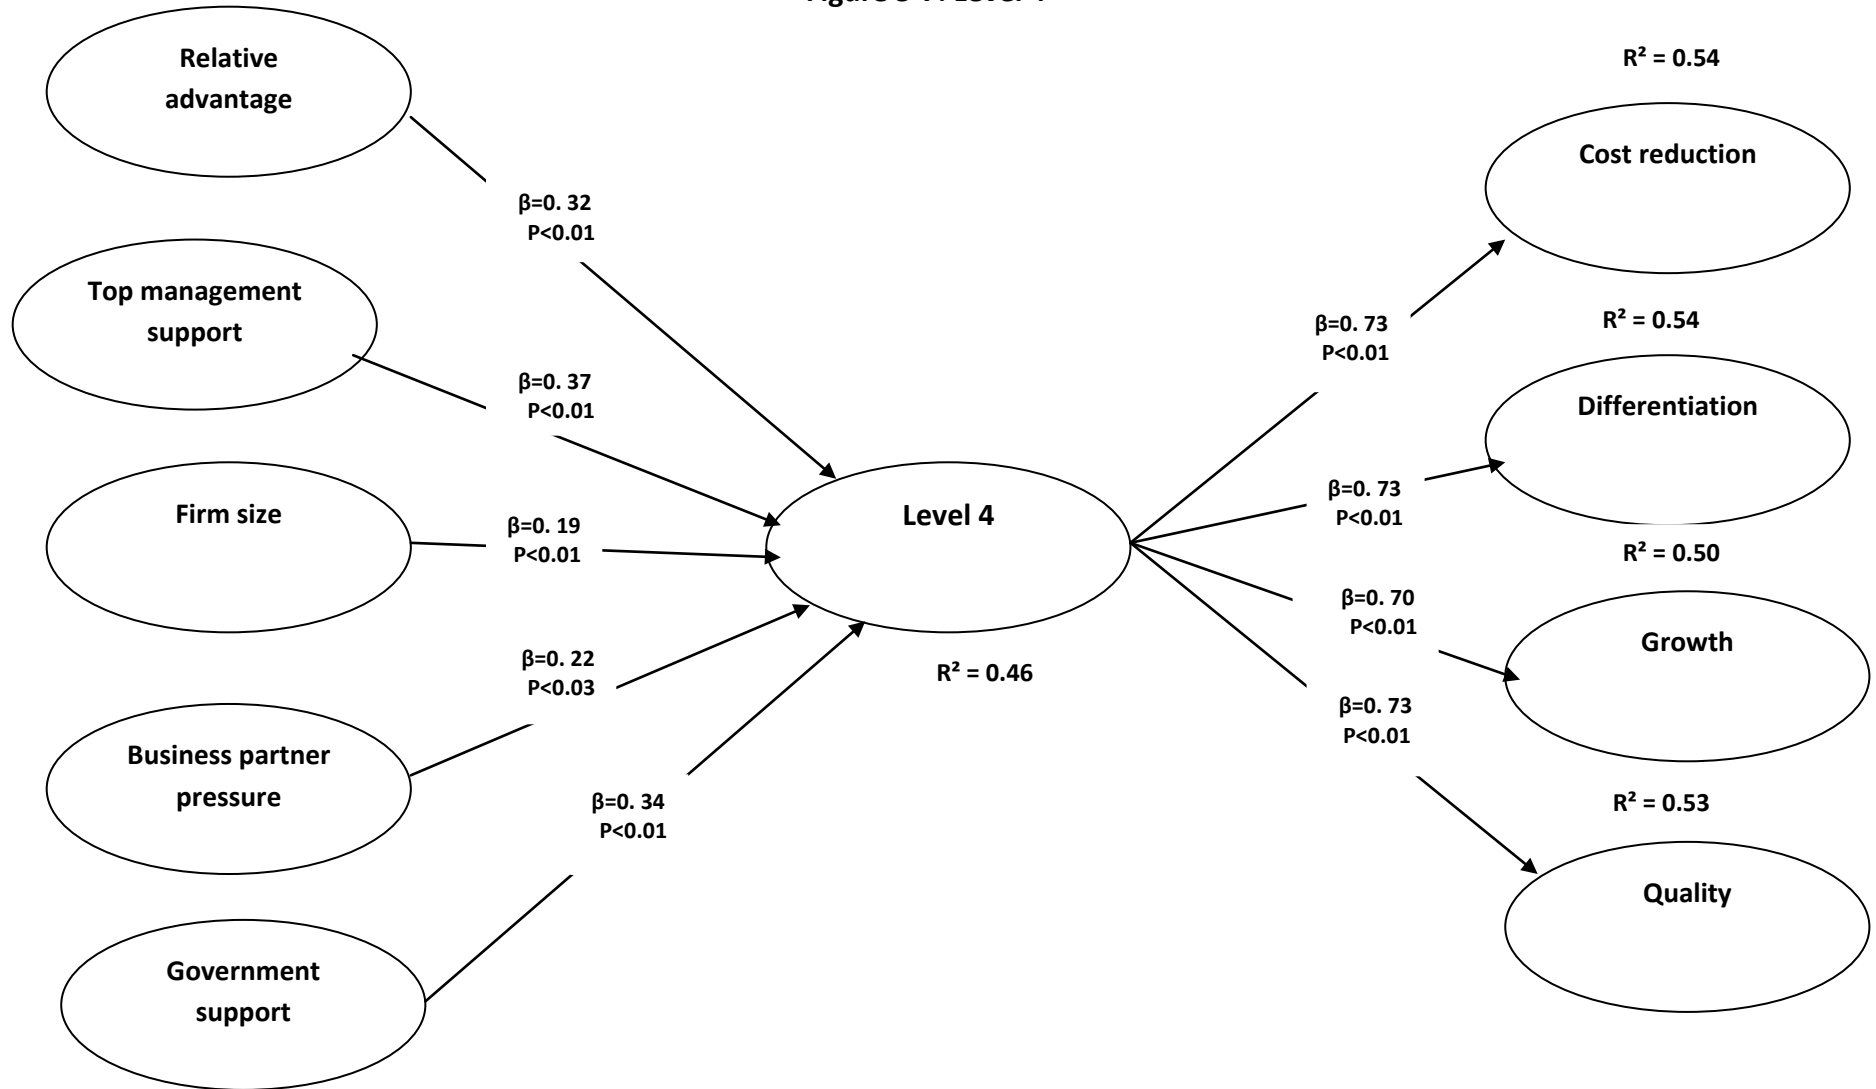 Relative
advantage
R² = 0.54
Cost reduction
β=0. 32
P<0.01
Top management
support
β=0. 73
P<0.01
R² = 0.54
β=0. 37
P<0.01
Differentiation
Firm size
β=0. 19
P<0.01
Level 4
β=0. 73
P<0.01
R² = 0.50
β=0. 70
P<0.01
Growth
β=0. 22
P<0.03
R² = 0.46
β=0. 73
P<0.01
Business partner
pressure
R² = 0.53
β=0. 34
P<0.01
Quality
Government
support